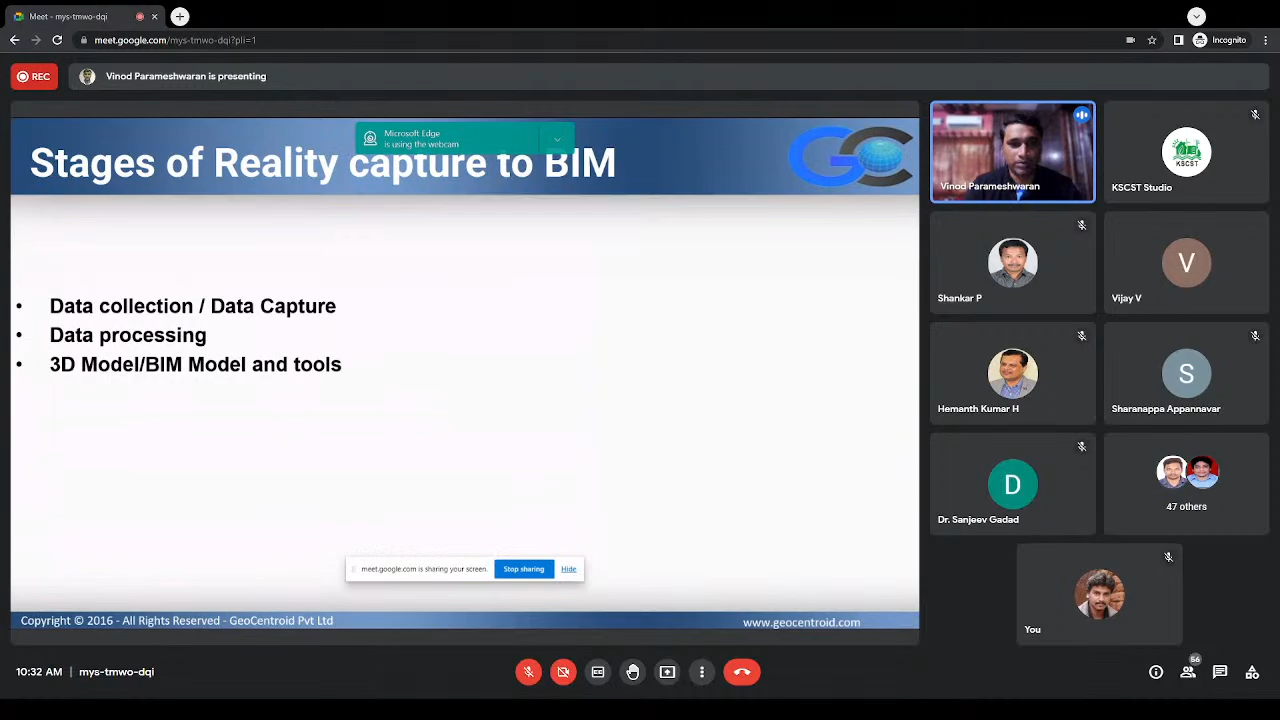 Meet - mys-tmwo-dqi
meet.google.com/mys-tmwo-dqi?pli=1
Incognito
REC
Vinod Parameshwaran is presenting
Microsoft Edge
is using the webcam
Stages of Reality capture to BIM
GC
• Data collection / Data Capture
• Data processing
• 3D Model/BIM Model and tools
meet.google.com is sharing your screen.
Stop sharing
Hide
Copyright © 2016 - All Rights Reserved - GeoCentroid Pvt Ltd
www.geocentroid.com
Vinod Parameshwaran
KSCST
KSCST Studio
Shankar P
V
Vijay V
Hemanth Kumar H
S
Sharanappa Appannavar
D
Dr. Sanjeev Gadad
47 others
You
10:32 AM | mys-tmwo-dqi
56